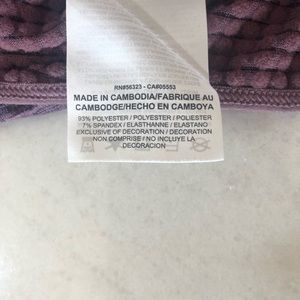 RN#56323 - CA#05553
MADE IN CAMBODIA/FABRIQUE AU
CAMBODGE/HECHO EN CAMBOYA
93% POLYESTER / POLYESTER / POLIESTER
7% SPANDEX / ELASTHANNE / ELASTANO
EXCLUSIVE OF DECORATION / DECORATION
NON COMPRISE / NO INCLUYE LA
DECORACION